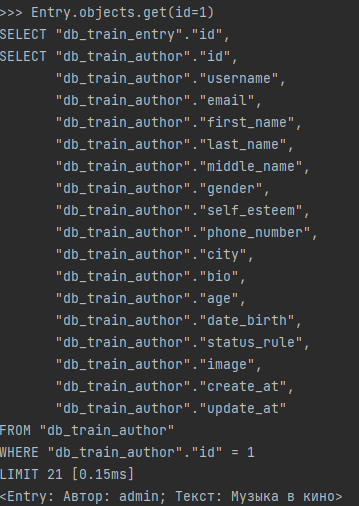 >>> Entry.objects.get(id=1)
SELECT "db_train_entry"."id",
SELECT "db_train_author"."id",
       "db_train_author"."username",
       "db_train_author"."email",
       "db_train_author"."first_name",
       "db_train_author"."last_name",
       "db_train_author"."middle_name",
       "db_train_author"."gender",
       "db_train_author"."self_esteem",
       "db_train_author"."phone_number",
       "db_train_author"."city",
       "db_train_author"."bio",
       "db_train_author"."age",
       "db_train_author"."date_birth",
       "db_train_author"."status_rule",
       "db_train_author"."image",
       "db_train_author"."create_at",
       "db_train_author"."update_at"
FROM "db_train_author"
WHERE "db_train_author"."id" = 1
LIMIT 21 [0.15ms]
<Entry: Автор: admin; Текст: Музыка в кино>